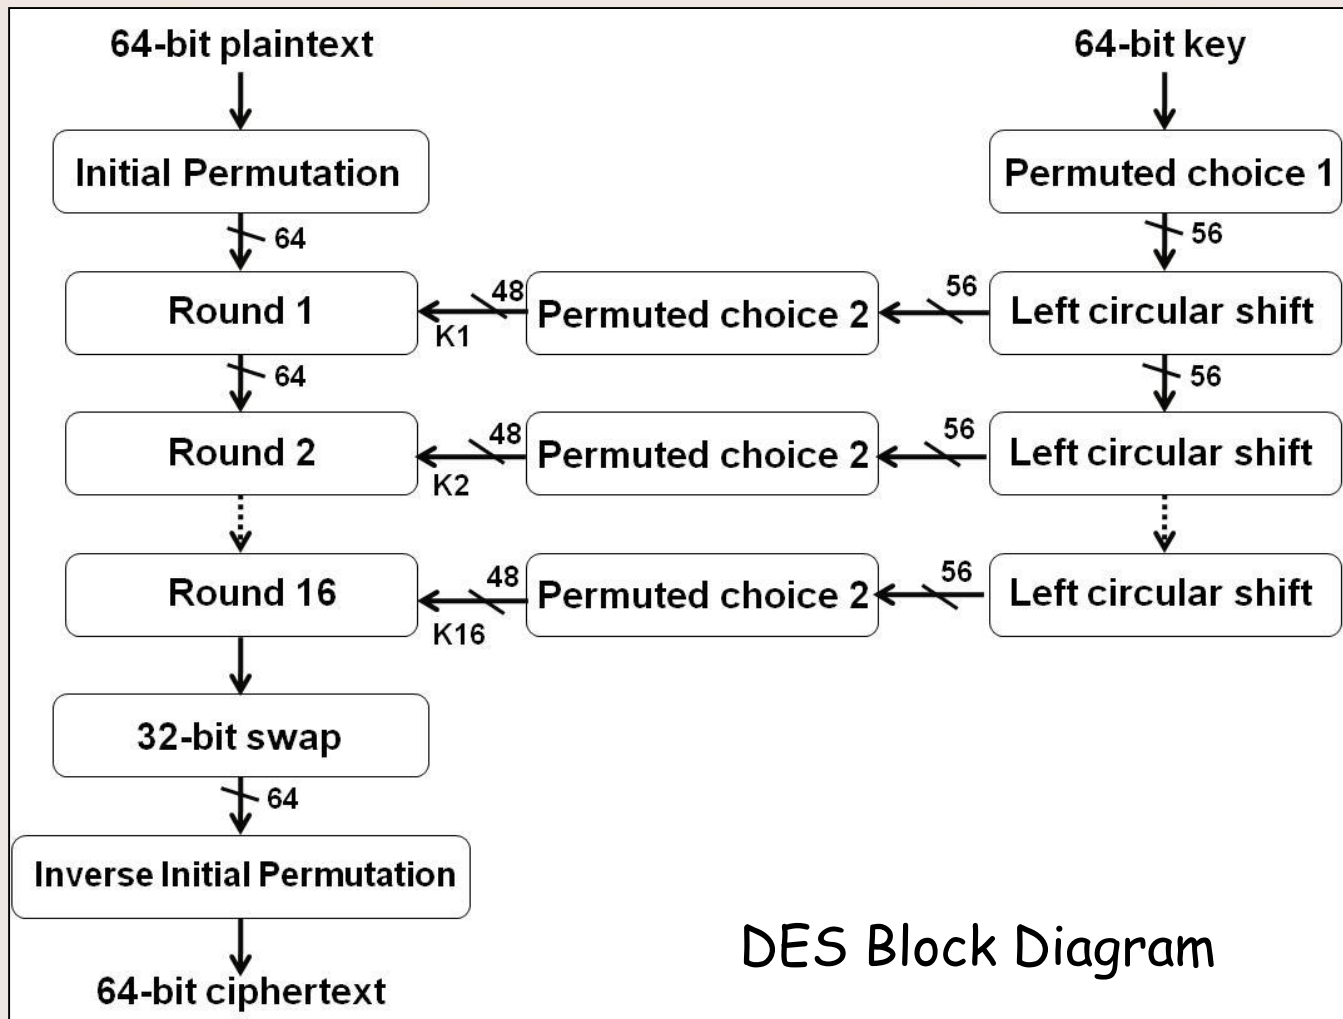 64-bit plaintext
64-bit key
Initial Permutation
Permuted choice 1
64
56
Round 1
K1
48
Permuted choice 2
56
Left circular shift
64
56
Round 2
K2
48
Permuted choice 2
56
Left circular shift
Round 16
K16
48
Permuted choice 2
56
Left circular shift
32-bit swap
64
Inverse Initial Permutation
64-bit ciphertext
DES Block Diagram